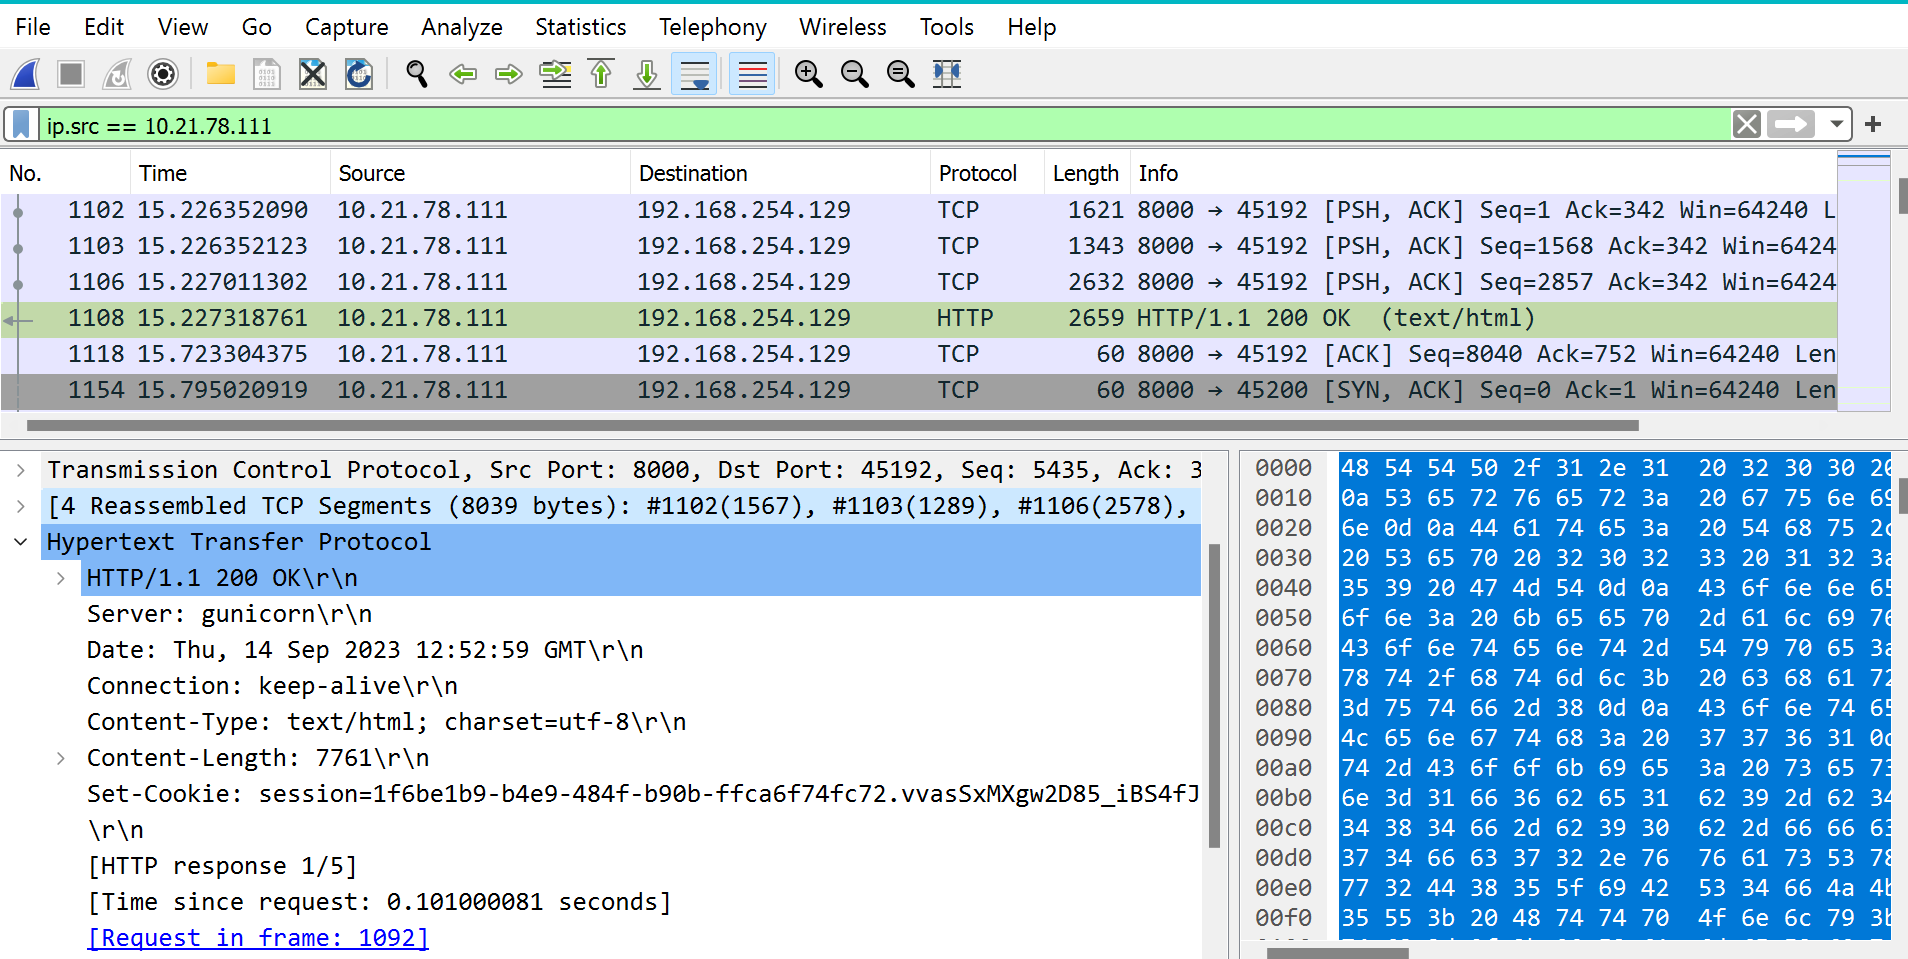 File Edit View Go Capture Analyze Statistics Telephony Wireless Tools Help
ip.src == 10.21.78.111
No. Time Source Destination Protocol Length Info
1102 15.226352090 10.21.78.111 192.168.254.129 TCP 1621 8000 → 45192 [PSH, ACK] Seq=1 Ack=342 Win=64240 L
1103 15.226352123 10.21.78.111 192.168.254.129 TCP 1343 8000 → 45192 [PSH, ACK] Seq=1568 Ack=342 Win=6424
1106 15.227011302 10.21.78.111 192.168.254.129 TCP 2632 8000 → 45192 [PSH, ACK] Seq=2857 Ack=342 Win=6424
1108 15.227318761 10.21.78.111 192.168.254.129 HTTP 2659 HTTP/1.1 200 OK (text/html)
1118 15.723304375 10.21.78.111 192.168.254.129 TCP 60 8000 → 45192 [ACK] Seq=8040 Ack=752 Win=64240 Len
1154 15.795020919 10.21.78.111 192.168.254.129 TCP 60 8000 → 45200 [SYN, ACK] Seq=0 Ack=1 Win=64240 Len
Transmission Control Protocol, Src Port: 8000, Dst Port: 45192, Seq: 5435, Ack: 3
[4 Reassembled TCP Segments (8039 bytes): #1102(1567), #1103(1289), #1106(2578),
Hypertext Transfer Protocol
HTTP/1.1 200 OK\r\n
Server: gunicorn\r\n
Date: Thu, 14 Sep 2023 12:52:59 GMT\r\n
Connection: keep-alive\r\n
Content-Type: text/html; charset=utf-8\r\n
Content-Length: 7761\r\n
Set-Cookie: session=1f6be1b9-b4e9-484f-b90b-ffca6f74fc72.vvasSxMXgw2D85_iBS4fJ
\r\n
[HTTP response 1/5]
[Time since request: 0.101000081 seconds]
[Request in frame: 1092]
0000 48 54 54 50 2f 31 2e 31 20 32 30 30 20
0010 0a 53 65 72 76 65 72 3a 20 67 75 6e 69
0020 6e 0d 0a 44 61 74 65 3a 20 54 68 75 2c
0030 20 53 65 70 20 32 30 32 33 20 31 32 3a
0040 35 39 20 47 4d 54 0d 0a 43 6f 6e 6e 65
0050 6f 6e 3a 20 6b 65 65 70 2d 61 6c 69 76
0060 43 6f 6e 74 65 6e 74 2d 54 79 70 65 3a
0070 78 74 2f 68 74 6d 6c 3b 20 63 68 61 72
0080 3d 75 74 66 2d 38 0d 0a 43 6f 6e 74 65
0090 4c 65 6e 67 74 68 3a 20 37 37 36 31 0d
00a0 74 2d 43 6f 6f 6b 69 65 3a 20 73 65 73
00b0 6e 3d 31 66 36 62 65 31 62 39 2d 62 34
00c0 34 38 34 66 2d 62 39 30 62 2d 66 66 63
00d0 37 34 66 63 37 32 2e 76 76 61 73 53 78
00e0 77 32 44 38 35 5f 69 42 53 34 66 4a 4b
00f0 35 55 3b 20 48 74 74 70 4f 6e 6c 79 3b